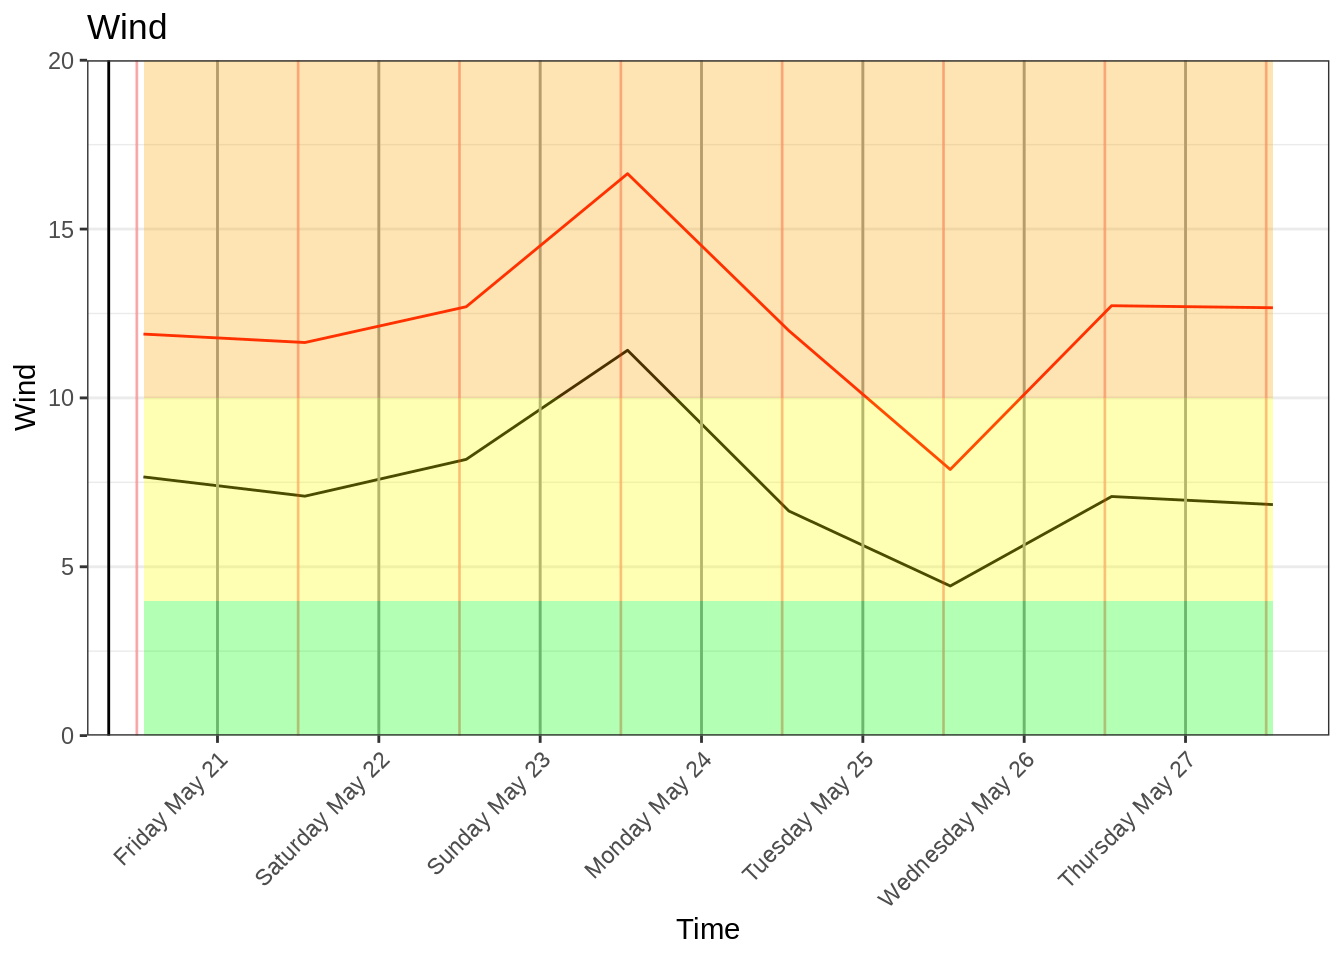 Wind
20
15
10
5
0
Wind
Friday May 21
Saturday May 22
Sunday May 23
Monday May 24
Tuesday May 25
Wednesday May 26
Thursday May 27
Time